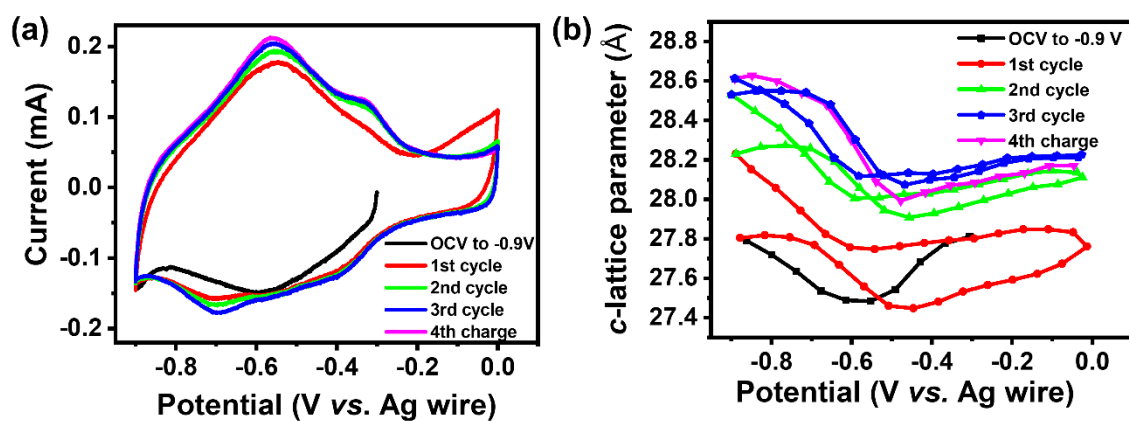 (a)
Current (mA)
0.2
0.1
0.0
-0.1
-0.2
OCV to -0.9V
1st cycle
2nd cycle
3rd cycle
4th charge
-0.8 -0.6 -0.4 -0.2 0.0
Potential (V vs. Ag wire)
(b)
c-lattice parameter (Å)
28.8
28.6
28.4
28.2
28.0
27.8
27.6
27.4
OCV to -0.9 V
1st cycle
2nd cycle
3rd cycle
4th charge
-0.8 -0.6 -0.4 -0.2 0.0
Potential (V vs. Ag wire)